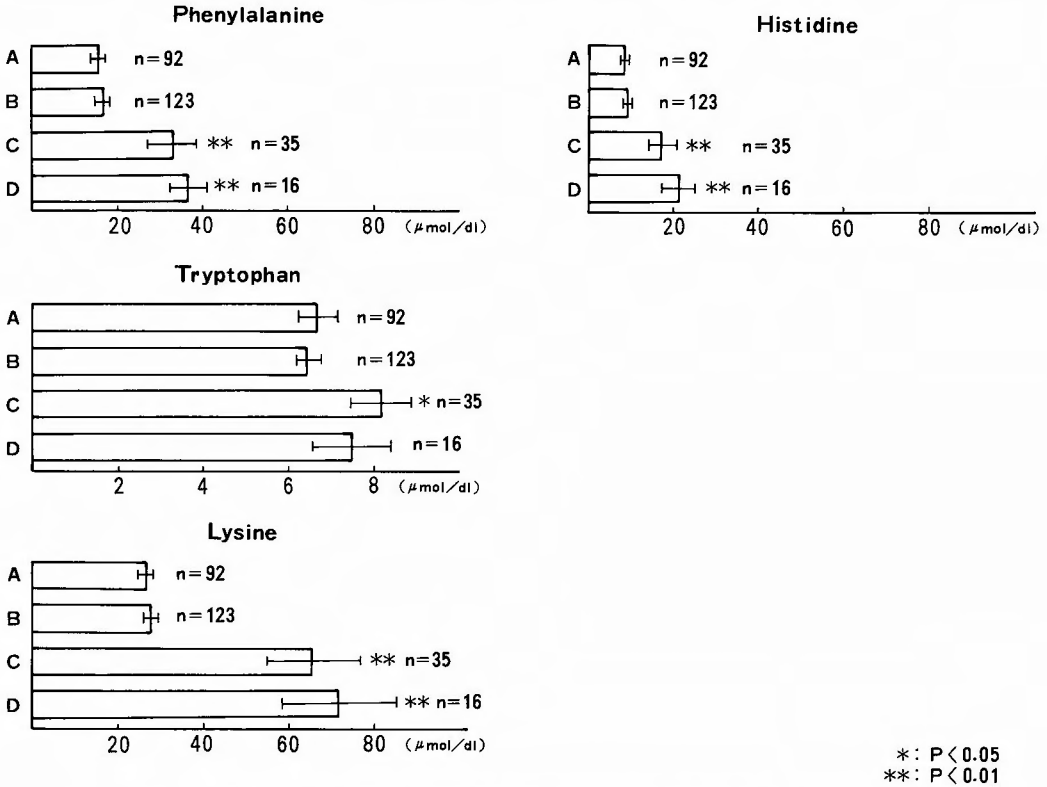 Phenylalanine
A n=92
B n=123
C ** n=35
D ** n=16
20 40 60 80 (μmol/dl)
Histidine
A n=92
B n=123
C ** n=35
D ** n=16
20 40 60 80 (μmol/dl)
Tryptophan
A n=92
B n=123
C * n=35
D n=16
2 4 6 8 (μmol/dl)
Lysine
A n=92
B n=123
C ** n=35
D ** n=16
20 40 60 80 (μmol/dl)
*: P<0.05
**: P<0.01